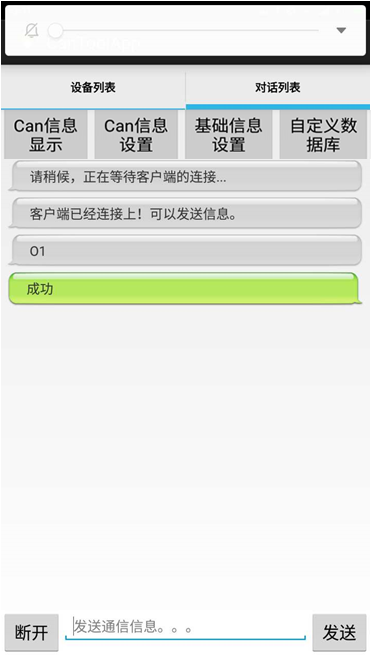 设备列表
对话列表
Can信息
显示
Can信息
设置
基础信息
设置
自定义数
据库
请稍候，正在等待客户端的连接...
客户端已经连接上！可以发送信息。
01
成功
断开
发送通信信息。。。
发送